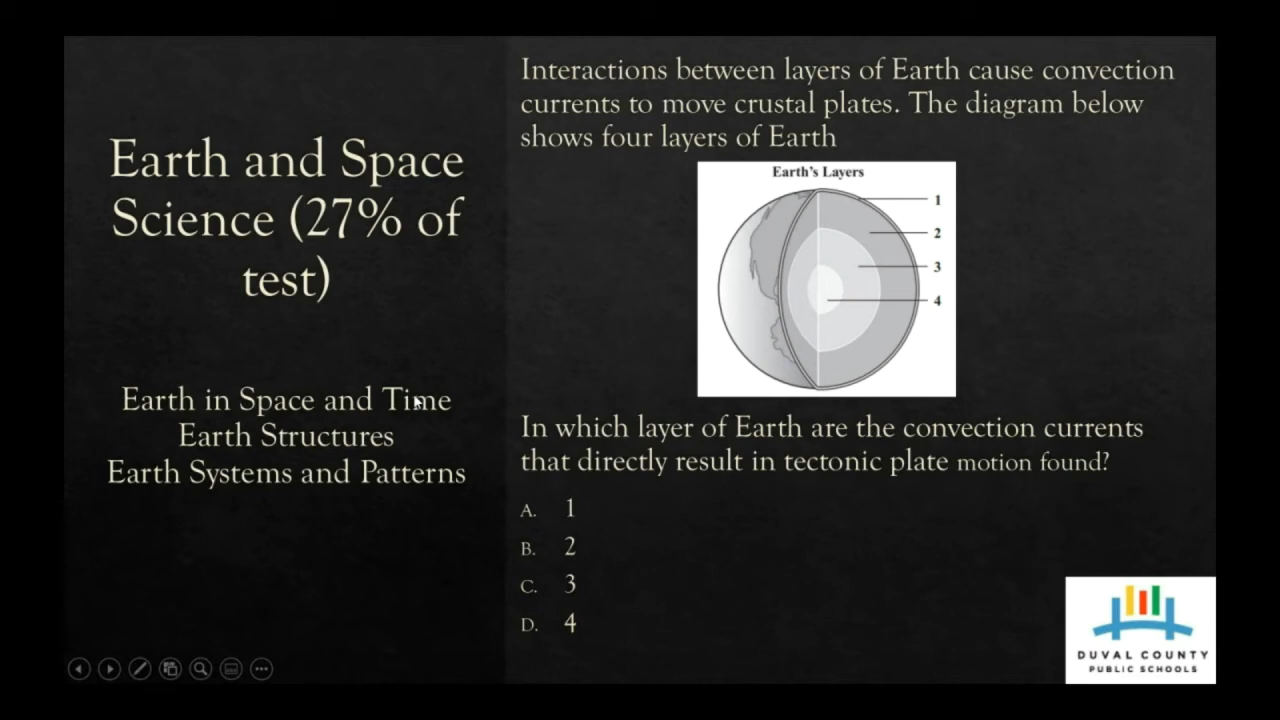 Earth and Space
Science (27% of
test)
Earth in Space and Time
Earth Structures
Earth Systems and Patterns
Interactions between layers of Earth cause convection
currents to move crustal plates. The diagram below
shows four layers of Earth
Earth's Layers
1
2
3
4
In which layer of Earth are the convection currents
that directly result in tectonic plate motion found?
A. 1
B. 2
C. 3
D. 4
DUVAL COUNTY
PUBLIC SCHOOLS